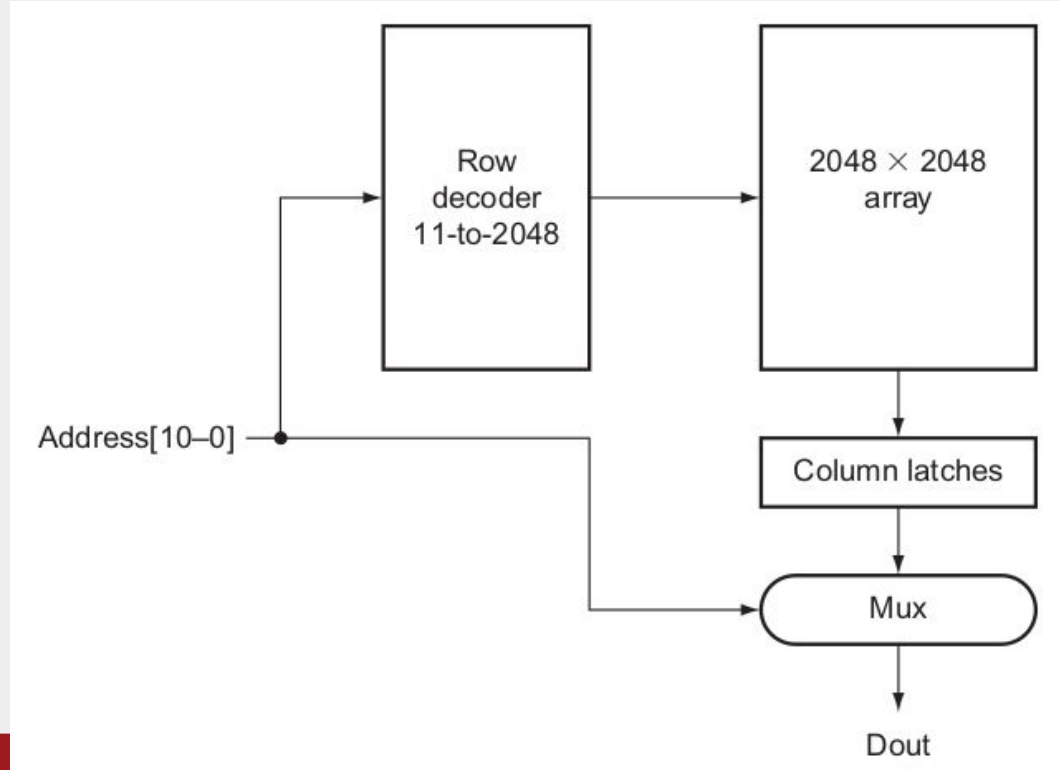 Row
decoder
11-to-2048
2048 × 2048
array
Address[10–0]
Column latches
Mux
Dout